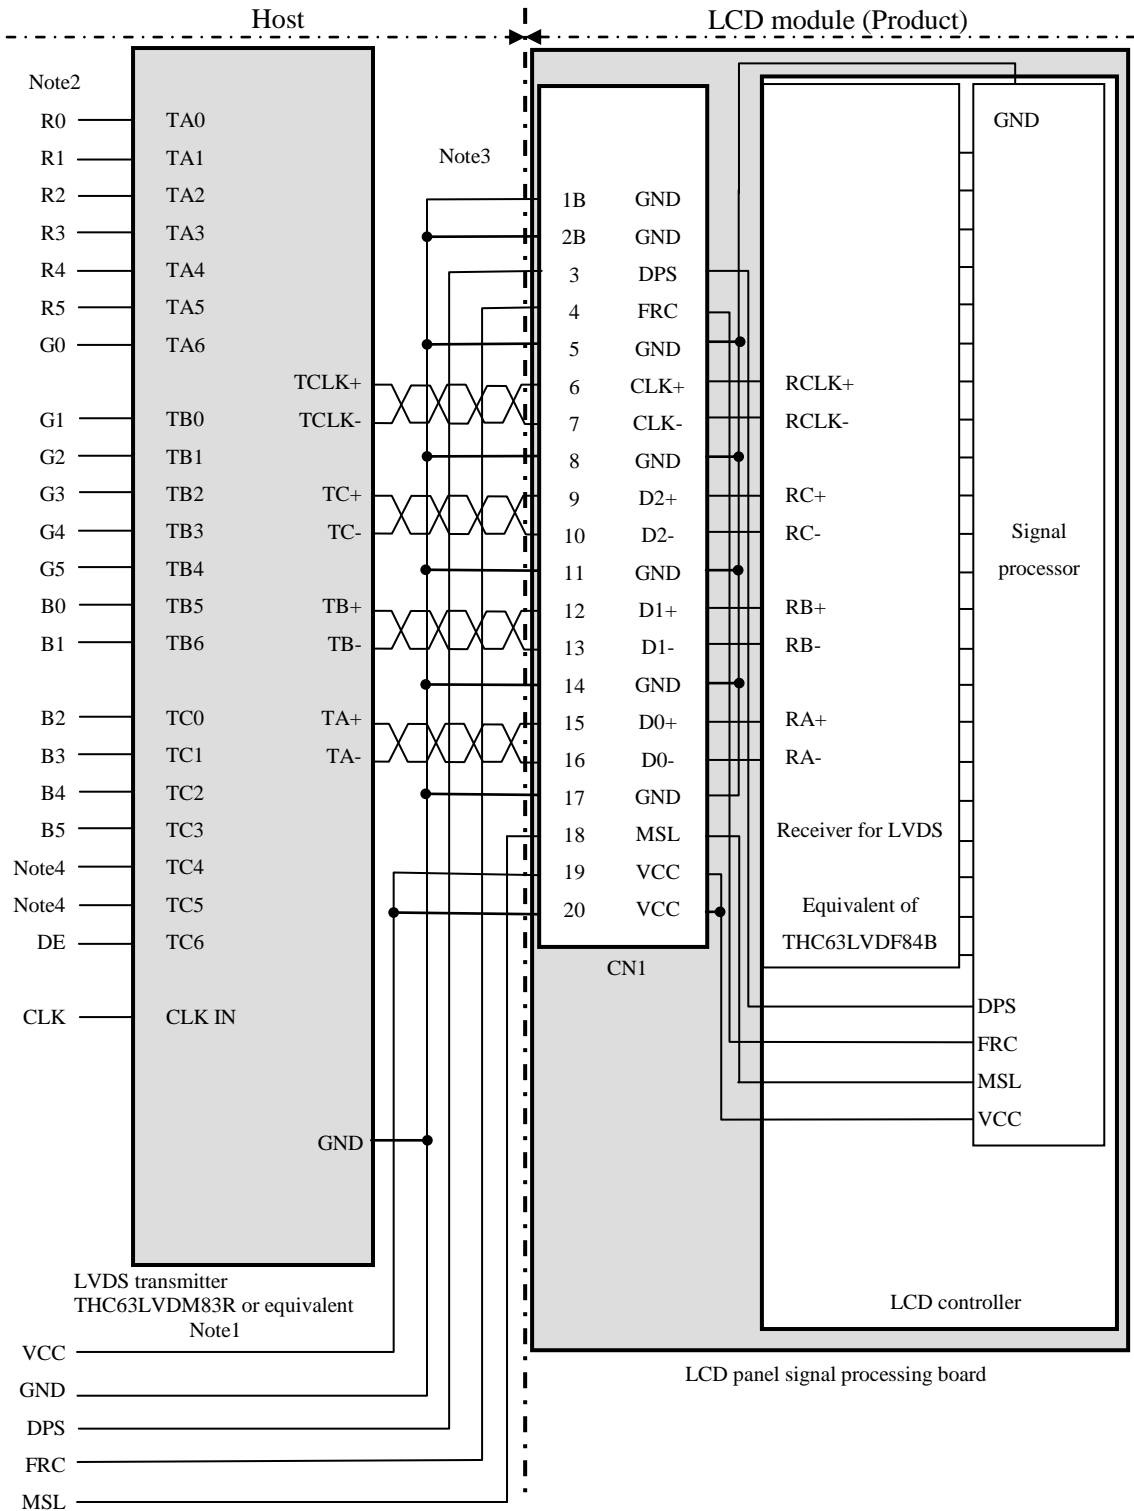 Host
LCD module (Product)
Note2
R0 TA0
R1 TA1
R2 TA2
R3 TA3
R4 TA4
R5 TA5
G0 TA6
G1 TB0
G2 TB1
G3 TB2
G4 TB3
G5 TB4
B0 TB5
B1 TB6
B2 TC0
B3 TC1
B4 TC2
B5 TC3
Note4 TC4
Note4 TC5
DE TC6
CLK CLK IN
TCLK+
TCLK-
TC+
TC-
TB+
TB-
TA+
TA-
GND
LVDS transmitter
THC63LVDM83R or equivalent
Note1
VCC
GND
DPS
FRC
MSL
Note3
1B GND
2B GND
3 DPS
4 FRC
5 GND
6 CLK+
7 CLK-
8 GND
9 D2+
10 D2-
11 GND
12 D1+
13 D1-
14 GND
15 D0+
16 D0-
17 GND
18 MSL
19 VCC
20 VCC
CN1
RCLK+
RCLK-
RC+
RC-
RB+
RB-
RA+
RA-
Receiver for LVDS
Equivalent of
THC63LVDF84B
GND
Signal
processor
DPS
FRC
MSL
VCC
LCD controller
LCD panel signal processing board